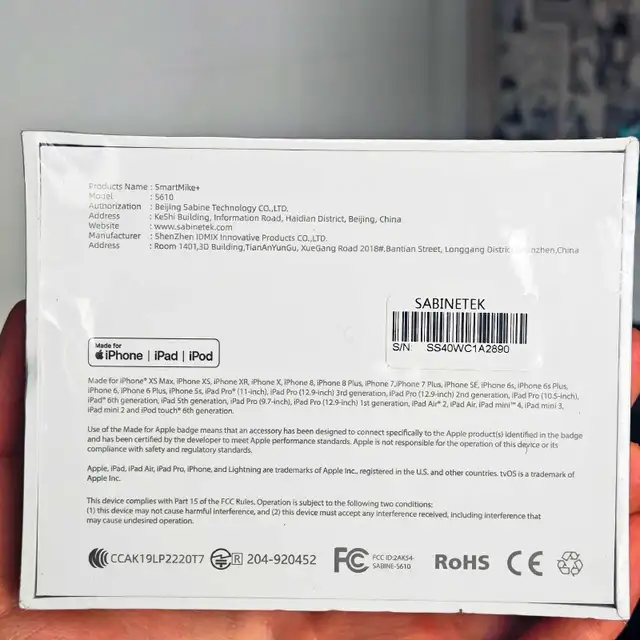 Products Name : SmartMike+
Model : S610
Authorization : Beijing Sabine Technology CO.,LTD.
Address : KeShi Building, Information Road, Haidian District, Beijing, China
Website : www.sabinetek.com
Manufacturer : ShenZhen IDMIX Innovative Products CO.,LTD.
Address : Room 1401,3D Building,TianAnYunGu, XueGang Road 2018#,Bantian Street, Longgang District,Shenzhen,China
SABINETEK
S/N: SS40WC1A2890
Made for
iPhone | iPad | iPod
Made for iPhone® XS Max, iPhone XS, iPhone XR, iPhone X, iPhone 8, iPhone 8 Plus, iPhone 7,iPhone 7 Plus, iPhone SE, iPhone 6s, iPhone 6s Plus,
iPhone 6, iPhone 6 Plus, iPhone 5s, iPad Pro® (11-inch), iPad Pro (12.9-inch) 3rd generation, iPad Pro (12.9-inch) 2nd generation, iPad Pro (10.5-inch),
iPad® 6th generation, iPad 5th generation, iPad Pro (9.7-inch), iPad Pro (12.9-inch) 1st generation, iPad Air® 2, iPad Air, iPad mini™ 4, iPad mini 3,
iPad mini 2 and iPod touch® 6th generation.
Use of the Made for Apple badge means that an accessory has been designed to connect specifically to the Apple product(s) identified in the badge
and has been certified by the developer to meet Apple performance standards. Apple is not responsible for the operation of this device or its
compliance with safety and regulatory standards.
Apple, iPad, iPad Air, iPad Pro, iPhone, and Lightning are trademarks of Apple Inc., registered in the U.S. and other countries. tvOS is a trademark of
Apple Inc.
This device complies with Part 15 of the FCC Rules. Operation is subject to the following two conditions:
(1) this device may not cause harmful interference, and (2) this device must accept any interference received, including interference that
may cause undesired operation.
CCAK19LP2220T7 R 204-920452 FC FCC ID:2AKS4-
SABINE-S610 RoHS CE